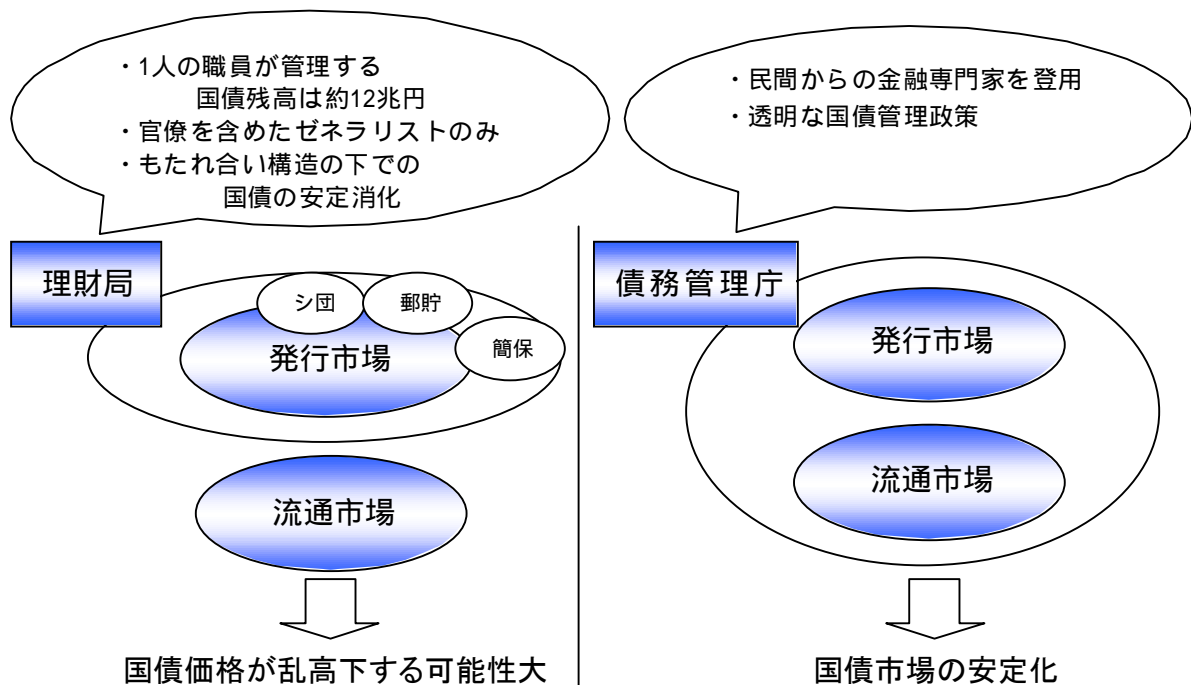 ・1人の職員が管理する
国債残高は約12兆円
・官僚を含めたゼネラリストのみ
・もたれ合い構造の下での
国債の安定消化
理財局
シ団
郵貯
簡保
発行市場
流通市場
国債価格が乱高下する可能性大
・民間からの金融専門家を登用
・透明な国債管理政策
債務管理庁
発行市場
流通市場
国債市場の安定化